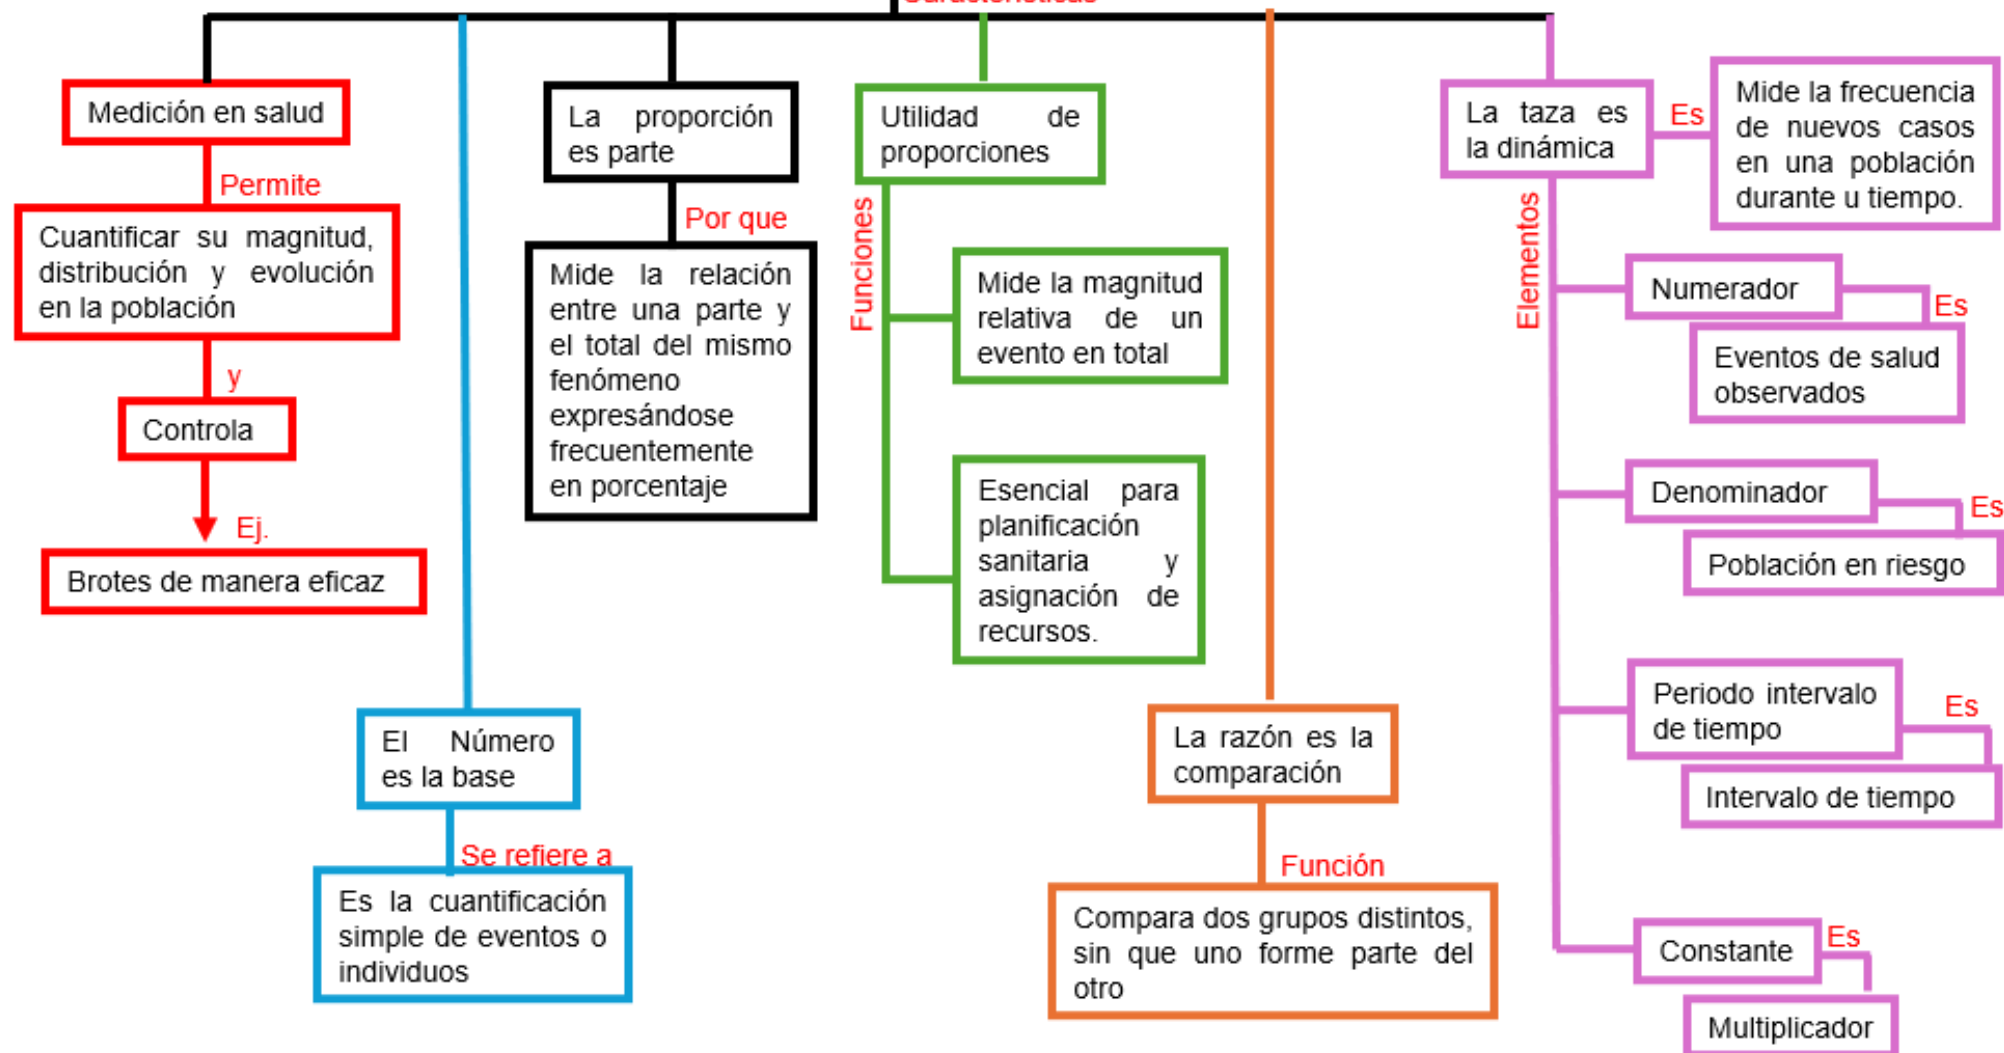 Características
Medición en salud
Permite
Cuantificar su magnitud,
distribución y evolución
en la población
y
Controla
Ej.
Brotes de manera eficaz
El Número
es la base
Se refiere a
Es la cuantificación
simple de eventos o
individuos
La proporción
es parte
Por que
Mide la relación
entre una parte y
el total del mismo
fenómeno
expresándose
frecuentemente
en porcentaje
Utilidad de
proporciones
Funciones
Mide la magnitud
relativa de un
evento en total
Esencial para
planificación
sanitaria y
asignación de
recursos.
La razón es la
comparación
Función
Compara dos grupos distintos,
sin que uno forme parte del
otro
La taza es
la dinámica
Es
Mide la frecuencia
de nuevos casos
en una población
durante u tiempo.
Elementos
Numerador
Es
Eventos de salud
observados
Denominador
Es
Población en riesgo
Periodo intervalo
de tiempo
Es
Intervalo de tiempo
Constante
Es
Multiplicador